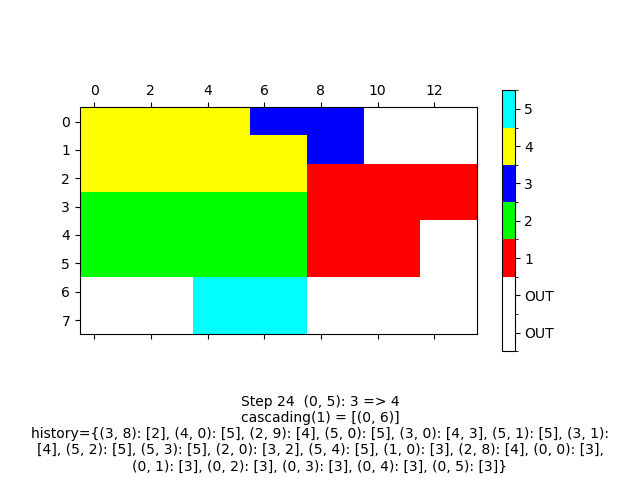 0 2 4 6 8 10 12
0
1
2
3
4
5
6
7
5
4
3
2
1
OUT
OUT
Step 24  (0, 5): 3 => 4
cascading(1) = [(0, 6)]
history={(3, 8): [2], (4, 0): [5], (2, 9): [4], (5, 0): [5], (3, 0): [4, 3], (5, 1): [5], (3, 1):
[4], (5, 2): [5], (5, 3): [5], (2, 0): [3, 2], (5, 4): [5], (1, 0): [3], (2, 8): [4], (0, 0): [3],
(0, 1): [3], (0, 2): [3], (0, 3): [3], (0, 4): [3], (0, 5): [3]}